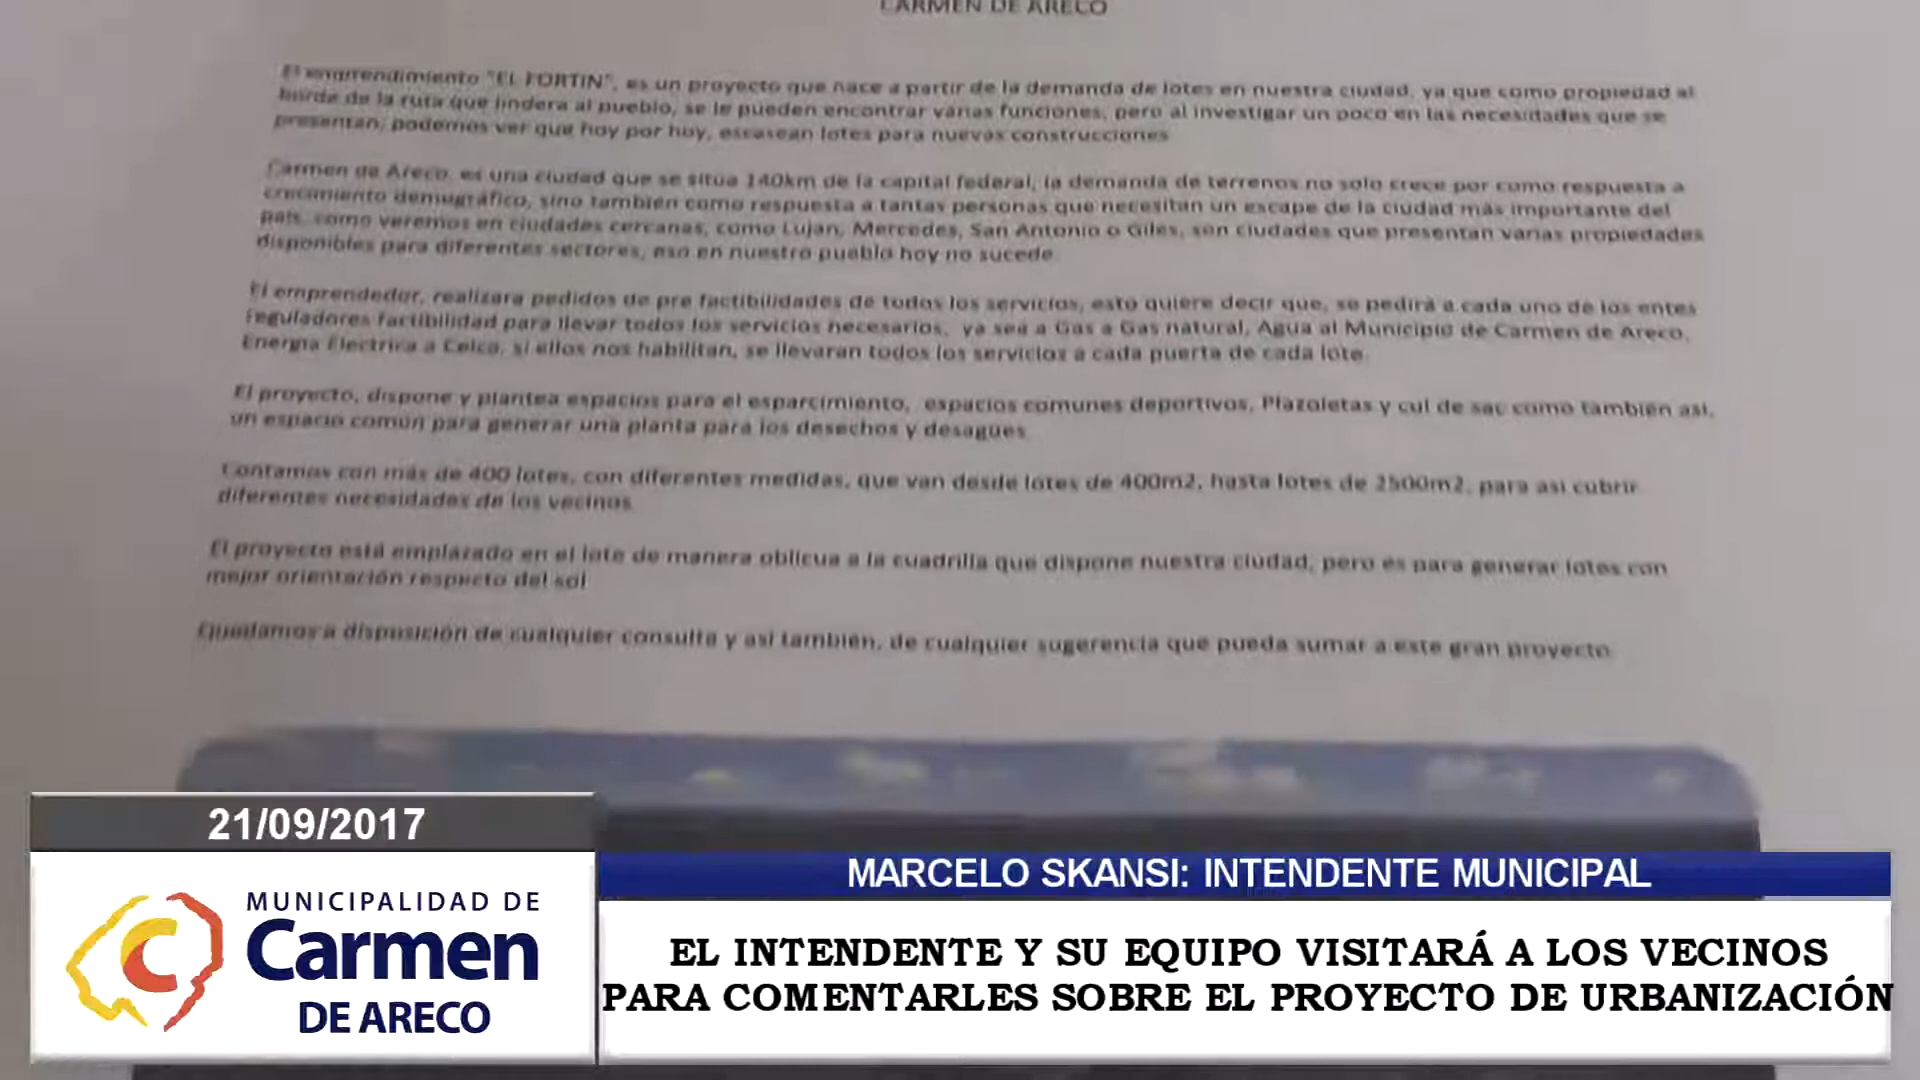 CARMEN DE ARECO
El emprendimiento "EL FORTIN", es un proyecto que nace a partir de la demanda de lotes en nuestra ciudad, ya que como propiedad al
borde de la ruta que lindera al pueblo, se le pueden encontrar varias funciones, pero al investigar un poco en las necesidades que se
presentan, podemos ver que hoy por hoy, escasean lotes para nuevas construcciones
Carmen de Areco, es una ciudad que se situa 140km de la capital federal, la demanda de terrenos no solo crece por como respuesta a
crecimiento demográfico, sino también como respuesta a tantas personas que necesitan un escape de la ciudad más importante del
país, como veremos en ciudades cercanas, como Lujan, Mercedes, San Antonio o Giles, son ciudades que presentan varias propiedades
disponibles para diferentes sectores, eso en nuestro pueblo hoy no sucede
El emprendedor, realizara pedidos de pre factibilidades de todos los servicios, esto quiere decir que, se pedirá a cada uno de los entes
reguladores factibilidad para llevar todos los servicios necesarios, ya sea a Gas a Gas natural, Agua al Municipio de Carmen de Areco,
Energía Eléctrica a Celca, si ellos nos habilitan, se llevaran todos los servicios a cada puerta de cada lote
El proyecto, dispone y plantea espacios para el esparcimiento, espacios comunes deportivos, Plazoletas y cul de sac como también asi,
un espacio común para generar una planta para los desechos y desagues
Contamos con más de 400 lotes, con diferentes medidas, que van desde lotes de 400m2, hasta lotes de 2500m2, para asi cubrir
diferentes necesidades de los vecinos
El proyecto está emplazado en el lote de manera oblicua a la cuadrilla que dispone nuestra ciudad, pero es para generar lotes con
mejor orientación respecto del sol
Quedamos a disposición de cualquier consulta y asi también, de cualquier sugerencia que pueda sumar a este gran proyecto
21/09/2017
MUNICIPALIDAD DE
Carmen
DE ARECO
MARCELO SKANSI: INTENDENTE MUNICIPAL
EL INTENDENTE Y SU EQUIPO VISITARÁ A LOS VECINOS
PARA COMENTARLES SOBRE EL PROYECTO DE URBANIZACIÓN